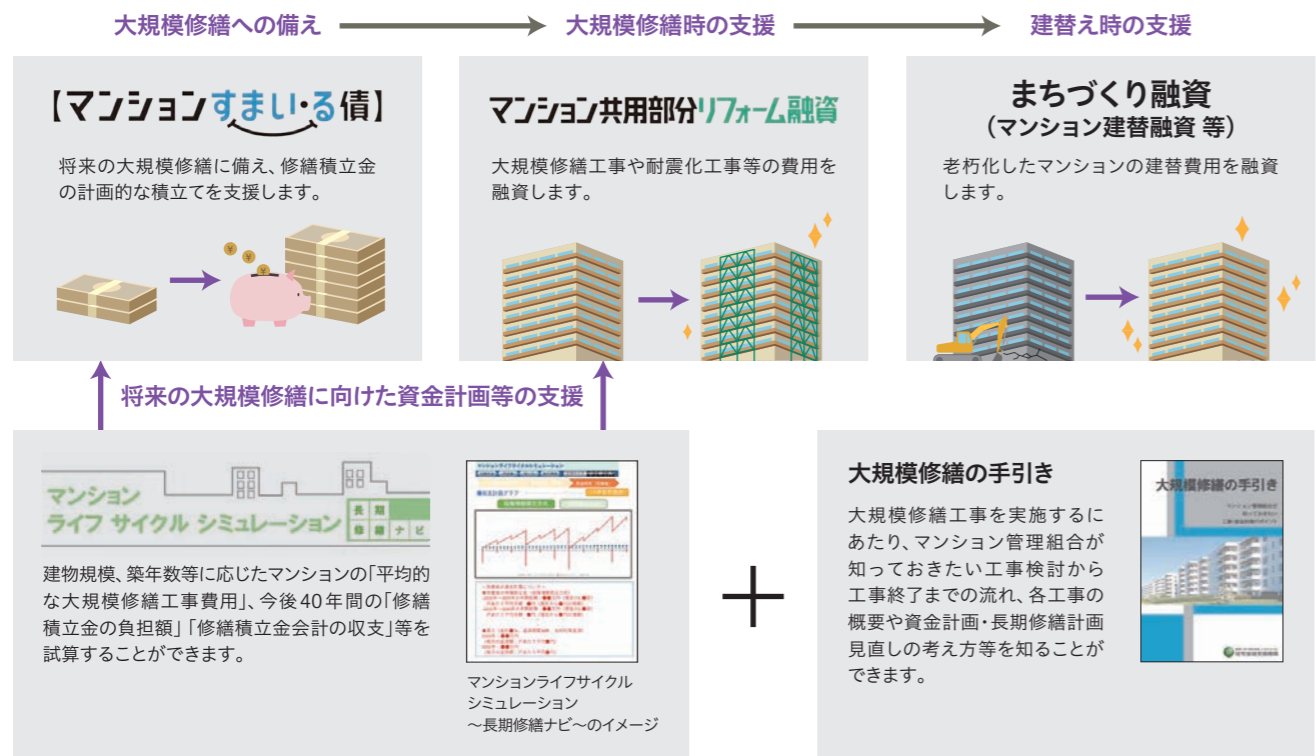 大規模修繕への備え
大規模修繕時の支援
建替え時の支援
【マンションすまい・る債】
将来の大規模修繕に備え、修繕積立金
の計画的な積立てを支援します。
マンション共用部分リフォーム融資
大規模修繕工事や耐震化工事等の費用を
融資します。
まちづくり融資
(マンション建替融資 等)
老朽化したマンションの建替費用を融資
します。
将来の大規模修繕に向けた資金計画等の支援
マンション
ライフ サイクル シミュレーション
長期
修繕ナビ
建物規模、築年数等に応じたマンションの「平均的
な大規模修繕工事費用」、今後40年間の「修繕
積立金の負担額」「修繕積立金会計の収支」等を
試算することができます。
マンションライフサイクルシミュレーション
マンションライフサイクル
シミュレーション
〜長期修繕ナビ〜のイメージ
大規模修繕の手引き
大規模修繕工事を実施するに
あたり、マンション管理組合が
知っておきたい工事検討から
工事終了までの流れ、各工事の
概要や資金計画・長期修繕計画
見直しの考え方等を知ることが
できます。
大規模修繕の手引き